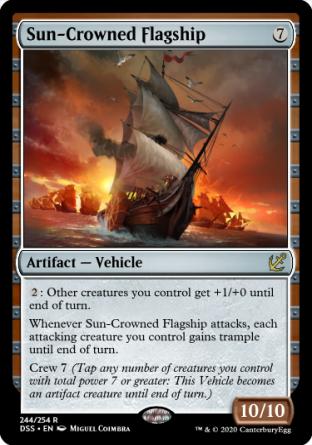 Sun-Crowned Flagship 7
Artifact — Vehicle
2 : Other creatures you control get +1/+0 until
end of turn.
Whenever Sun-Crowned Flagship attacks, each
attacking creature you control gains trample
until end of turn.
Crew 7 (Tap any number of creatures you control
with total power 7 or greater: This Vehicle becomes
an artifact creature until end of turn.)
10/10
244/254 R
DSS • EN Miguel Coimbra
™ & © 2020 CanterburyEgg